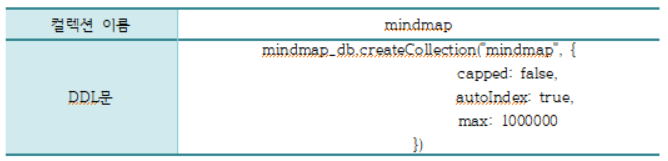 컬렉션 이름 mindmap
DDL문
mindmap_db.createCollection("mindmap", {
capped: false,
autoIndex: true,
max: 1000000
})